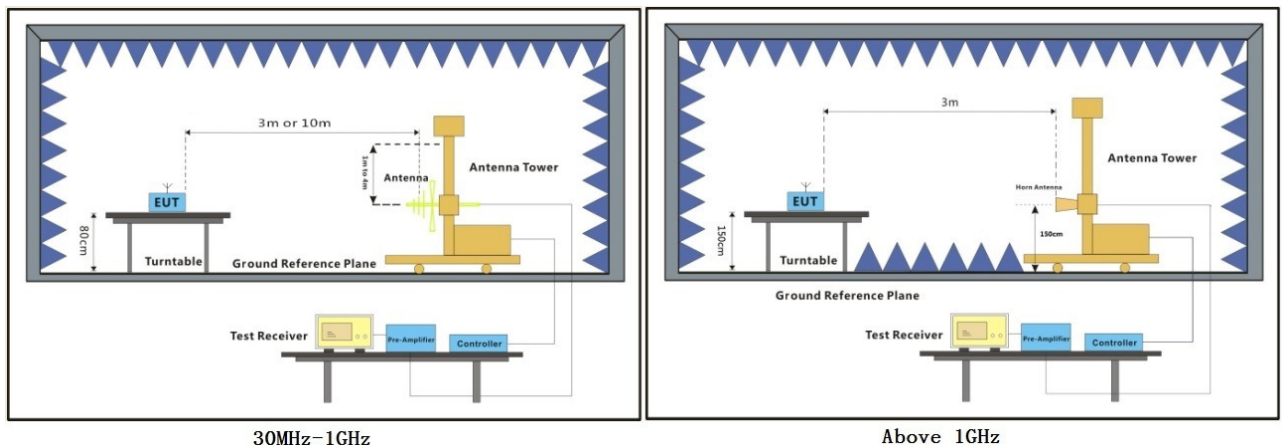 3m or 10m
1m to 4m
Antenna
Antenna Tower
EUT
80cm
Turntable
Ground Reference Plane
Test Receiver
Pre-Amplifier
Controller
30MHz-1GHz
3m
Antenna Tower
Horn Antenna
EUT
150cm
150cm
Turntable
Ground Reference Plane
Test Receiver
Pre-Amplifier
Controller
Above 1GHz